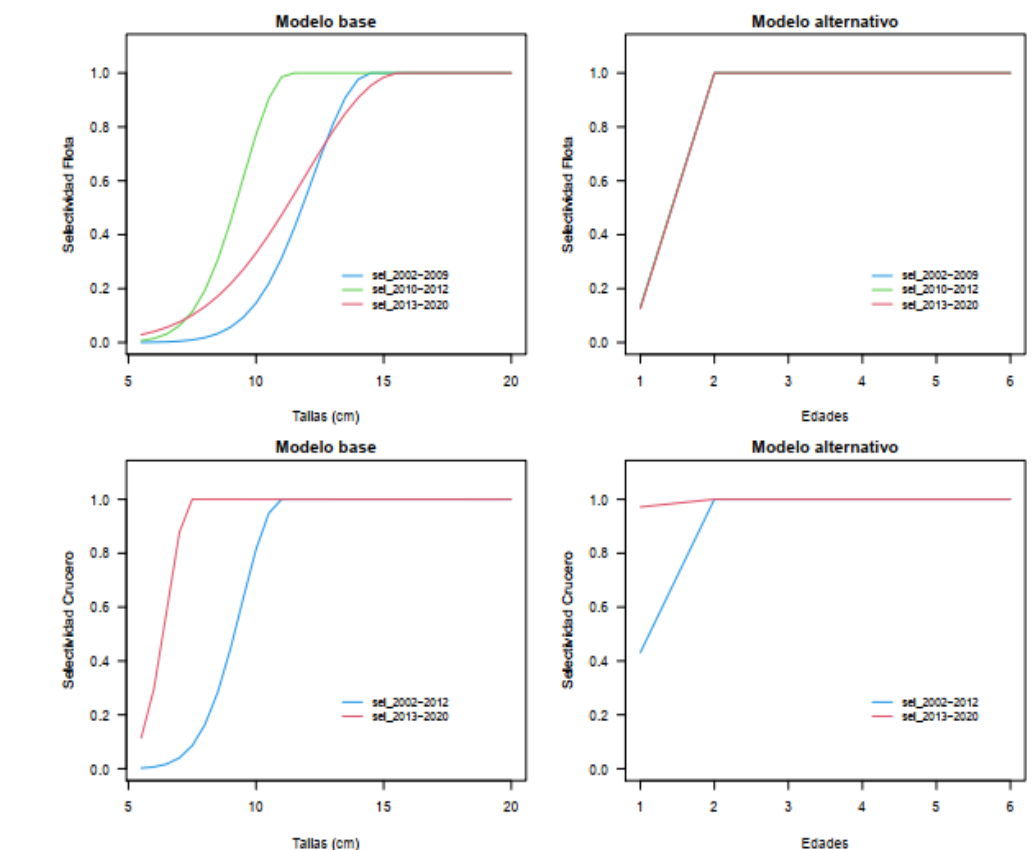 Modelo base
Modelo alternativo
Selectividad Flota
1.0
0.8
0.6
0.4
0.2
0.0
sel_2002-2009
sel_2010-2012
sel_2013-2020
5 10 15 20
Tallas (cm)
Selectividad Flota
1.0
0.8
0.6
0.4
0.2
0.0
sel_2002-2009
sel_2010-2012
sel_2013-2020
1 2 3 4 5 6
Edades
Modelo base
Modelo alternativo
Selectividad Crucero
1.0
0.8
0.6
0.4
0.2
0.0
sel_2002-2012
sel_2013-2020
5 10 15 20
Tallas (cm)
Selectividad Crucero
1.0
0.8
0.6
0.4
0.2
0.0
sel_2002-2012
sel_2013-2020
1 2 3 4 5 6
Edades